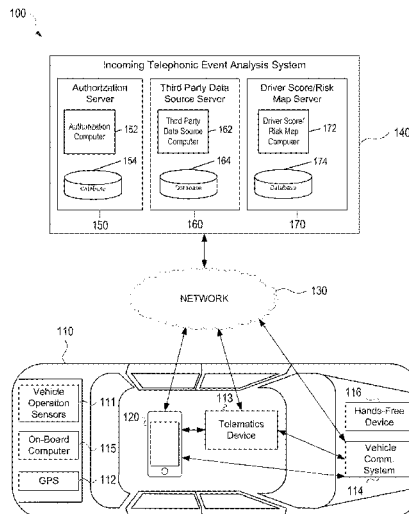 100
Incoming Telephonic Event Analysis System
Authorization
Server
Third Party Data
Source Server
Driver Score/Risk
Map Server
Authorization
Computer
152
Third Party
Data Source
Computer
162
Driver Score/
Risk Map
Computer
172
140
154
Database
164
Database
174
Database
150
160
170
NETWORK
130
110
113
116
Vehicle
Operation
Sensors
111
120
Telematics
Device
Hands-Free
Device
On-Board
Computer
115
Vehicle
Comm.
System
GPS
112
114